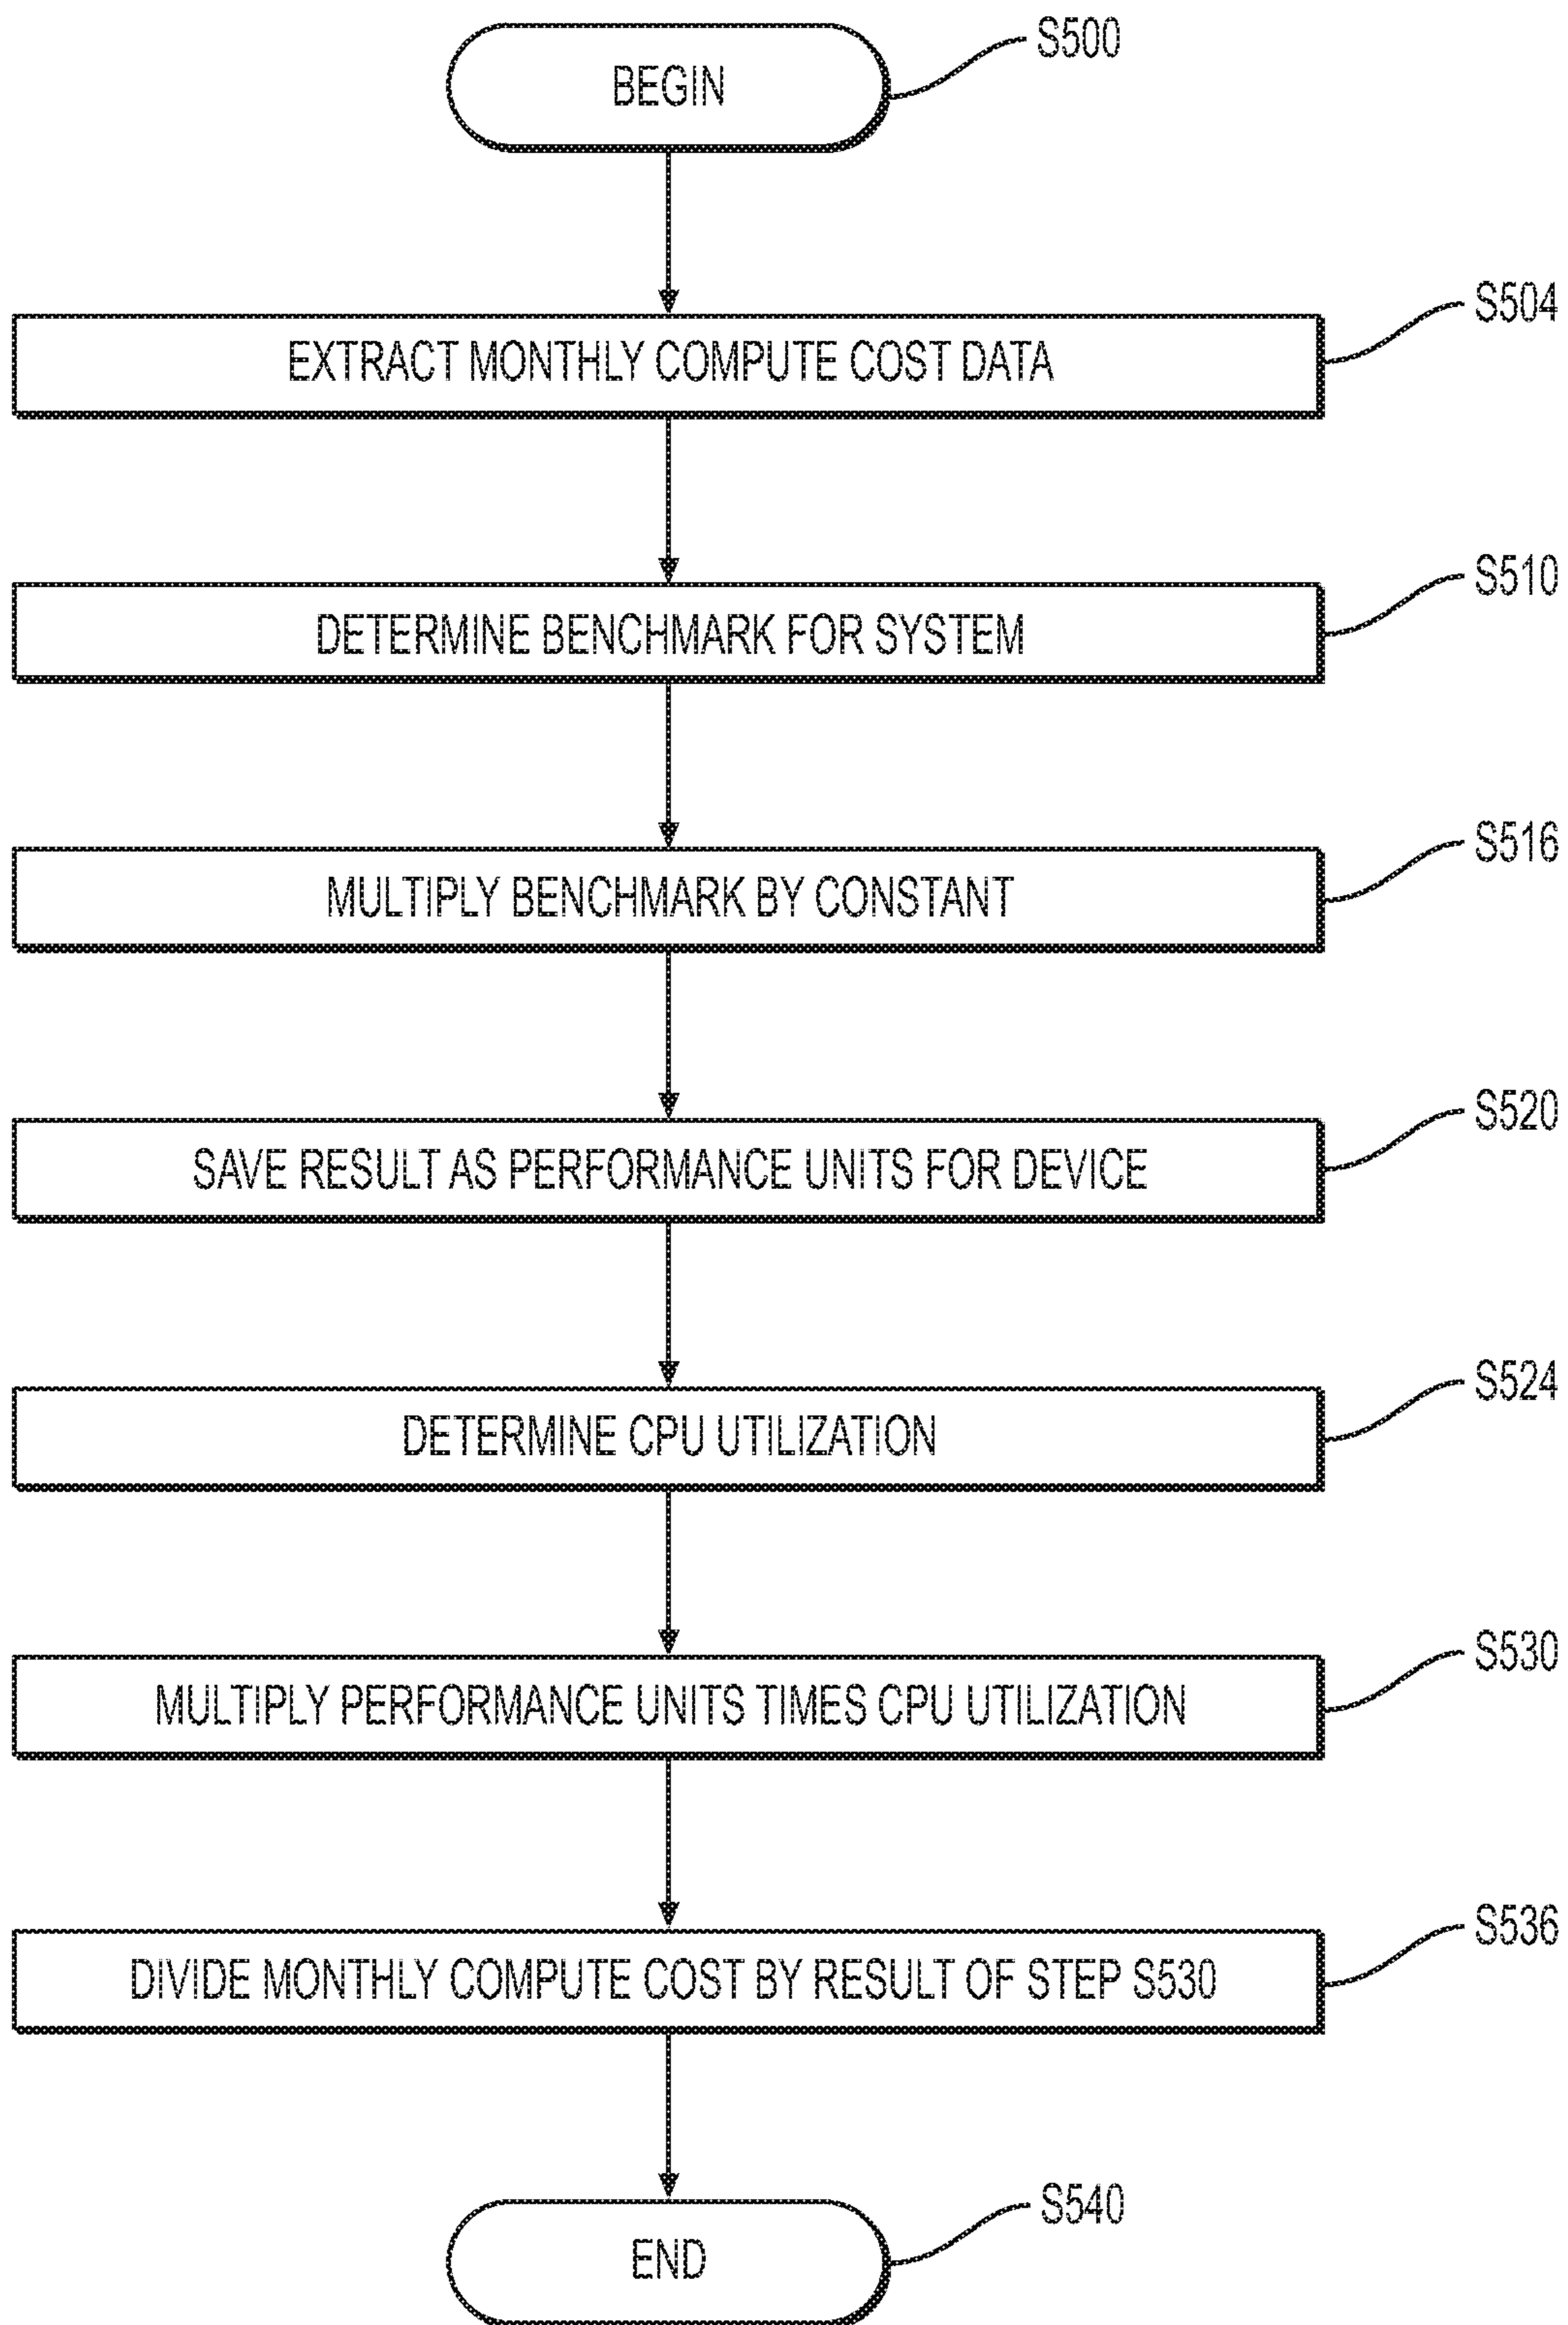 BEGIN
S500
EXTRACT MONTHLY COMPUTE COST DATA
S504
DETERMINE BENCHMARK FOR SYSTEM
S510
MULTIPLY BENCHMARK BY CONSTANT
S516
SAVE RESULT AS PERFORMANCE UNITS FOR DEVICE
S520
DETERMINE CPU UTILIZATION
S524
MULTIPLY PERFORMANCE UNITS TIMES CPU UTILIZATION
S530
DIVIDE MONTHLY COMPUTE COST BY RESULT OF STEP S530
S536
END
S540